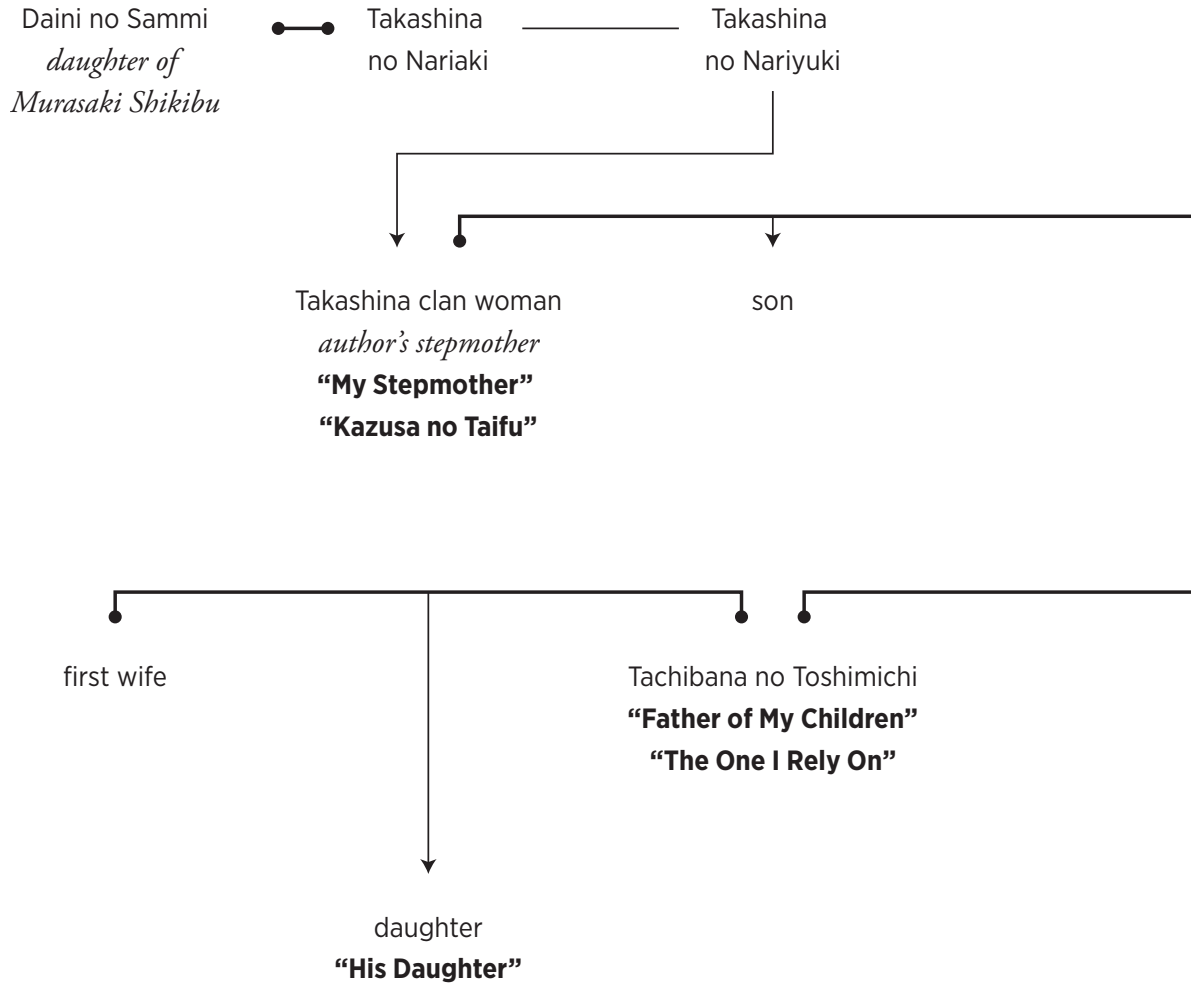 Daini no Sammi
daughter of
Murasaki Shikibu
Takashina
no Nariaki
Takashina
no Nariyuki
Takashina clan woman
author’s stepmother
“My Stepmother”
“Kazusa no Taifu”
son
first wife
Tachibana no Toshimichi
“Father of My Children”
“The One I Rely On”
daughter
“His Daughter”